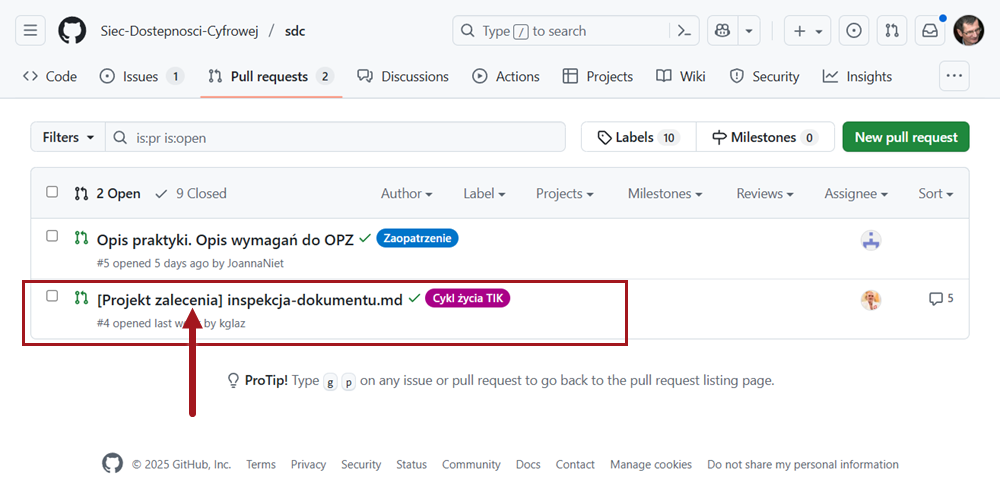 Siec-Dostepnosci-Cyfrowej / sdc
Type / to search
Code
Issues 1
Pull requests 2
Discussions
Actions
Projects
Wiki
Security
Insights
Filters
is:pr is:open
Labels 10
Milestones 0
New pull request
2 Open
9 Closed
Author
Label
Projects
Milestones
Reviews
Assignee
Sort
Opis praktyki. Opis wymagań do OPZ
Zaopatrzenie
#5 opened 5 days ago by JoannaNiet
[Projekt zalecenia] inspekcja-dokumentu.md
Cykl życia TIK
5
#4 opened last by kglaz
ProTip! Type g p on any issue or pull request to go back to the pull request listing page.
© 2025 GitHub, Inc.
Terms
Privacy
Security
Status
Community
Docs
Contact
Manage cookies
Do not share my personal information